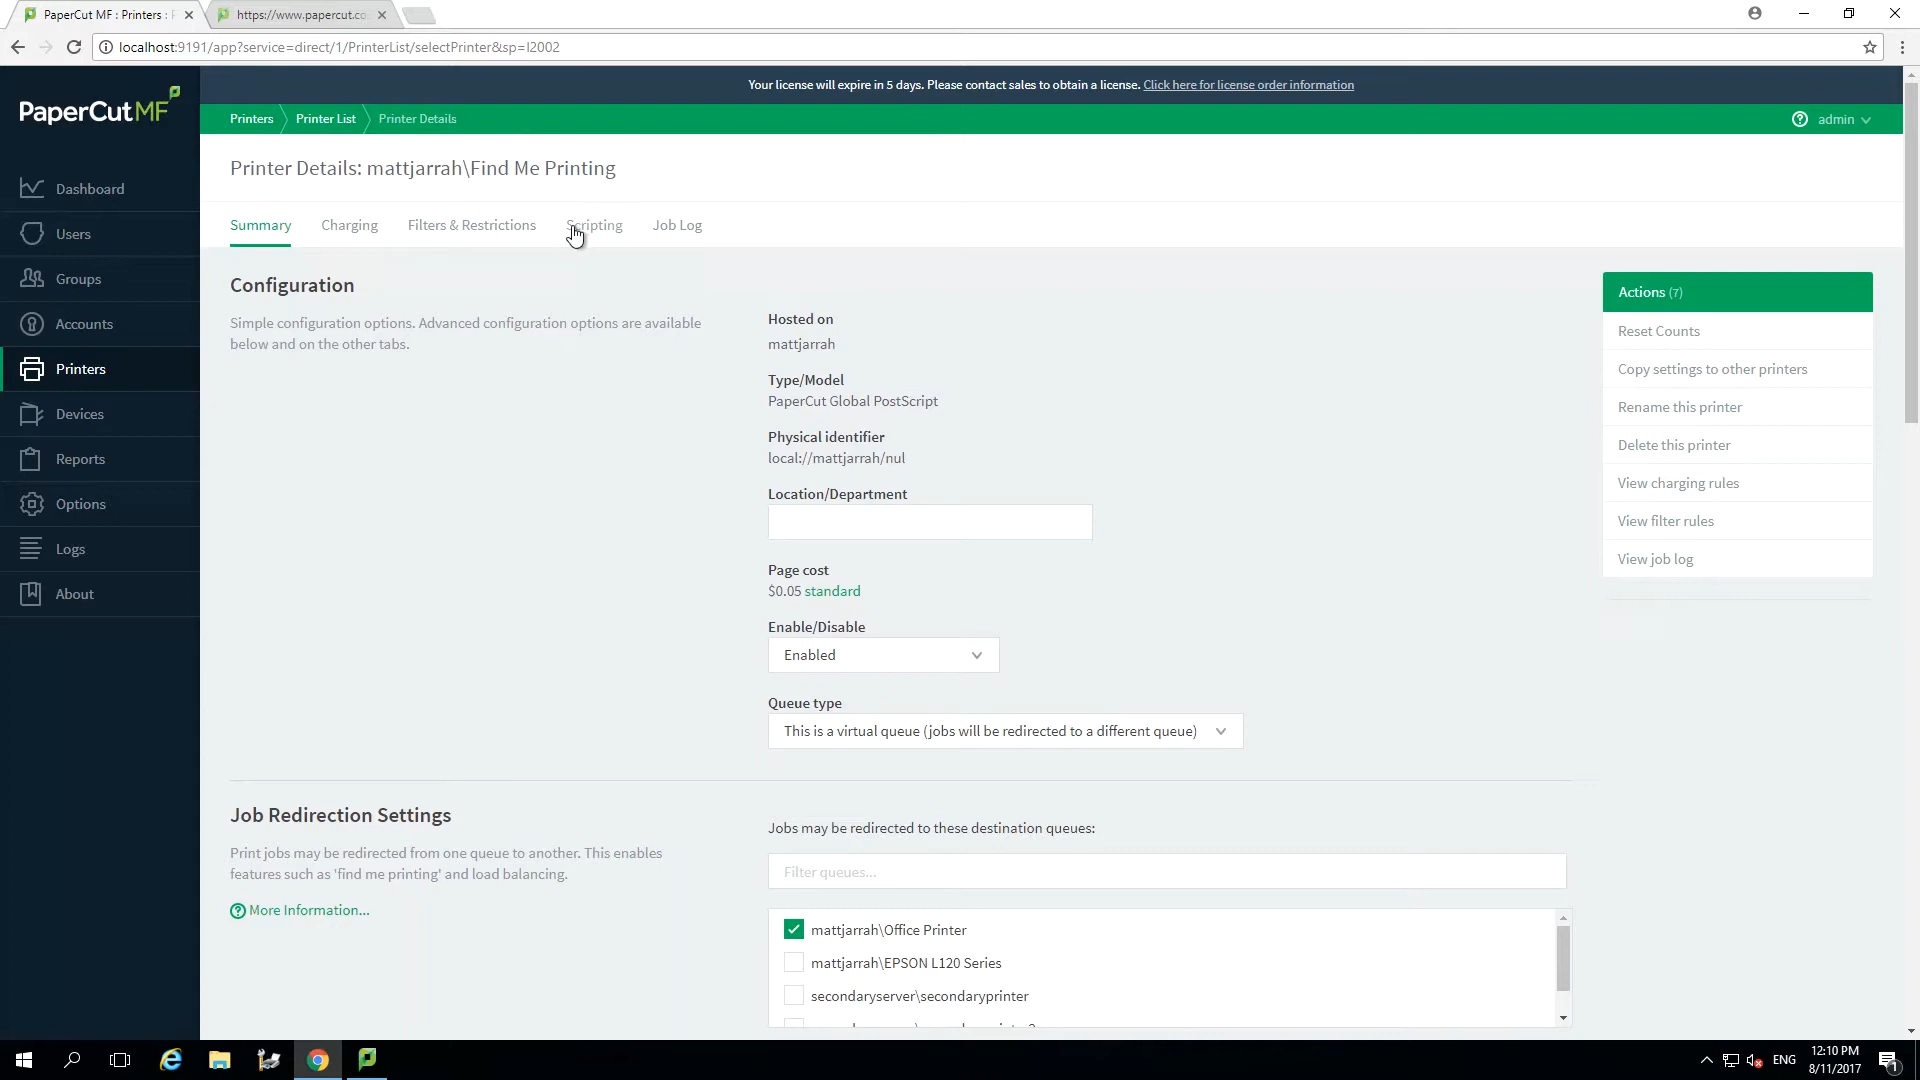 PaperCut MF : Printers :
https://www.papercut.co
localhost:9191/app?service=direct/1/PrinterList/selectPrinter&sp=l2002
Your license will expire in 5 days. Please contact sales to obtain a license. Click here for license order information
PaperCutMF
Printers
Printer List
Printer Details
admin
Printer Details: mattjarrah\Find Me Printing
Dashboard
Users
Groups
Accounts
Printers
Devices
Reports
Options
Logs
About
Summary
Charging
Filters & Restrictions
Scripting
Job Log
Configuration
Simple configuration options. Advanced configuration options are available
below and on the other tabs.
Hosted on
mattjarrah
Type/Model
PaperCut Global PostScript
Physical identifier
local://mattjarrah/nul
Location/Department
Page cost
$0.05 standard
Enable/Disable
Enabled
Queue type
This is a virtual queue (jobs will be redirected to a different queue)
Actions (7)
Reset Counts
Copy settings to other printers
Rename this printer
Delete this printer
View charging rules
View filter rules
View job log
Job Redirection Settings
Print jobs may be redirected from one queue to another. This enables
features such as 'find me printing' and load balancing.
More Information...
Jobs may be redirected to these destination queues:
Filter queues...
mattjarrah\Office Printer
mattjarrah\EPSON L120 Series
secondaryserver\secondaryprinter
ENG
12:10 PM
8/11/2017
1